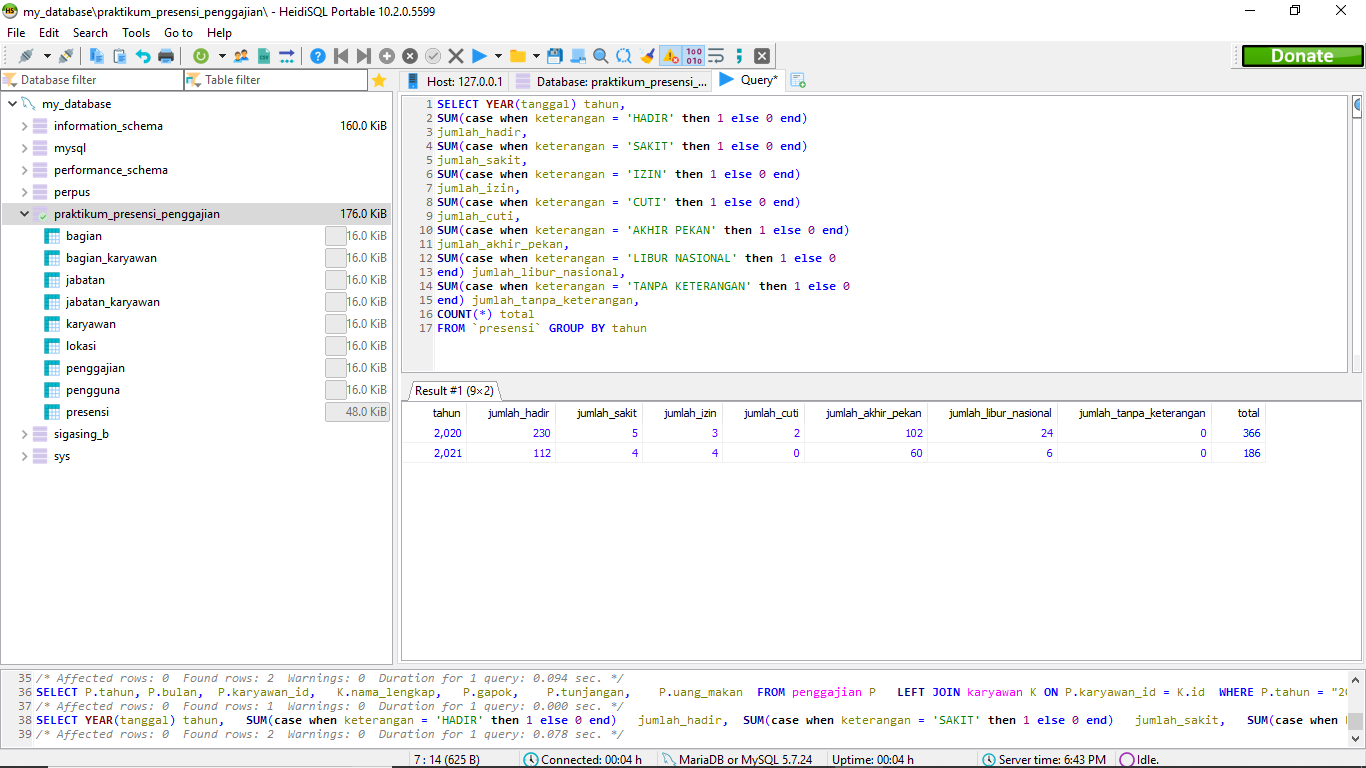 my_database\praktikum_presensi_penggajian\ - HeidiSQL Portable 10.2.0.5599
File Edit Search Tools Go to Help
Donate
Database filter
Table filter
Host: 127.0.0.1
Database: praktikum_presensi_...
Query*
my_database
information_schema 160.0 KiB
mysql
performance_schema
perpus
praktikum_presensi_penggajian 176.0 KiB
bagian 16.0 KiB
bagian_karyawan 16.0 KiB
jabatan 16.0 KiB
jabatan_karyawan 16.0 KiB
karyawan 16.0 KiB
lokasi 16.0 KiB
penggajian 16.0 KiB
pengguna 16.0 KiB
presensi 48.0 KiB
sigasing_b
sys
1 SELECT YEAR(tanggal) tahun,
2 SUM(case when keterangan = 'HADIR' then 1 else 0 end)
3 jumlah_hadir,
4 SUM(case when keterangan = 'SAKIT' then 1 else 0 end)
5 jumlah_sakit,
6 SUM(case when keterangan = 'IZIN' then 1 else 0 end)
7 jumlah_izin,
8 SUM(case when keterangan = 'CUTI' then 1 else 0 end)
9 jumlah_cuti,
10 SUM(case when keterangan = 'AKHIR PEKAN' then 1 else 0 end)
11 jumlah_akhir_pekan,
12 SUM(case when keterangan = 'LIBUR NASIONAL' then 1 else 0
13 end) jumlah_libur_nasional,
14 SUM(case when keterangan = 'TANPA KETERANGAN' then 1 else 0
15 end) jumlah_tanpa_keterangan,
16 COUNT(*) total
17 FROM `presensi` GROUP BY tahun
Result #1 (9×2)
tahun jumlah_hadir jumlah_sakit jumlah_izin jumlah_cuti jumlah_akhir_pekan jumlah_libur_nasional jumlah_tanpa_keterangan total
2,020 230 5 3 2 102 24 0 366
2,021 112 4 4 0 60 6 0 186
35 /* Affected rows: 0 Found rows: 2 Warnings: 0 Duration for 1 query: 0.094 sec. */
36 SELECT P.tahun, P.bulan, P.karyawan_id, K.nama_lengkap, P.gapok, P.tunjangan, P.uang_makan FROM penggajian P LEFT JOIN karyawan K ON P.karyawan_id = K.id WHERE P.tahun = "20
37 /* Affected rows: 0 Found rows: 1 Warnings: 0 Duration for 1 query: 0.000 sec. */
38 SELECT YEAR(tanggal) tahun, SUM(case when keterangan = 'HADIR' then 1 else 0 end) jumlah_hadir, SUM(case when keterangan = 'SAKIT' then 1 else 0 end) jumlah_sakit, SUM(case when
39 /* Affected rows: 0 Found rows: 2 Warnings: 0 Duration for 1 query: 0.078 sec. */
7 : 14 (625 B) Connected: 00:04 h MariaDB or MySQL 5.7.24 Uptime: 00:04 h Server time: 6:43 PM Idle.